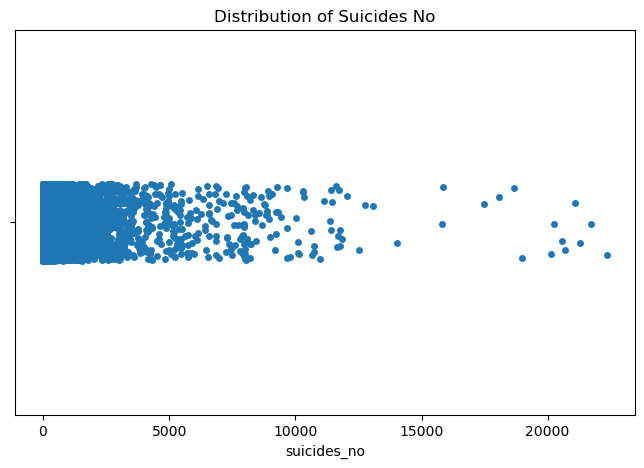 Distribution of Suicides No
0 5000 10000 15000 20000
suicides_no